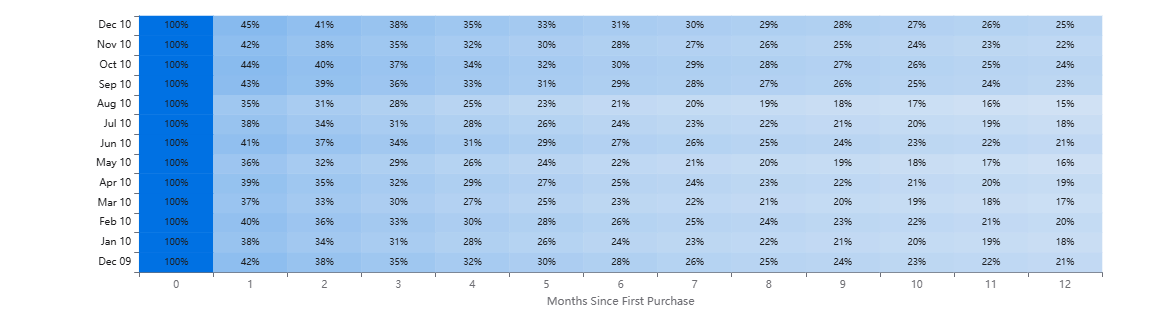 Dec 10 100% 45% 41% 38% 35% 33% 31% 30% 29% 28% 27% 26% 25%
Nov 10 100% 42% 38% 35% 32% 30% 28% 27% 26% 25% 24% 23% 22%
Oct 10 100% 44% 40% 37% 34% 32% 30% 29% 28% 27% 26% 25% 24%
Sep 10 100% 43% 39% 36% 33% 31% 29% 28% 27% 26% 25% 24% 23%
Aug 10 100% 35% 31% 28% 25% 23% 21% 20% 19% 18% 17% 16% 15%
Jul 10 100% 38% 34% 31% 28% 26% 24% 23% 22% 21% 20% 19% 18%
Jun 10 100% 41% 37% 34% 31% 29% 27% 26% 25% 24% 23% 22% 21%
May 10 100% 36% 32% 29% 26% 24% 22% 21% 20% 19% 18% 17% 16%
Apr 10 100% 39% 35% 32% 29% 27% 25% 24% 23% 22% 21% 20% 19%
Mar 10 100% 37% 33% 30% 27% 25% 23% 22% 21% 20% 19% 18% 17%
Feb 10 100% 40% 36% 33% 30% 28% 26% 25% 24% 23% 22% 21% 20%
Jan 10 100% 38% 34% 31% 28% 26% 24% 23% 22% 21% 20% 19% 18%
Dec 09 100% 42% 38% 35% 32% 30% 28% 26% 25% 24% 23% 22% 21%
0 1 2 3 4 5 6 7 8 9 10 11 12
Months Since First Purchase